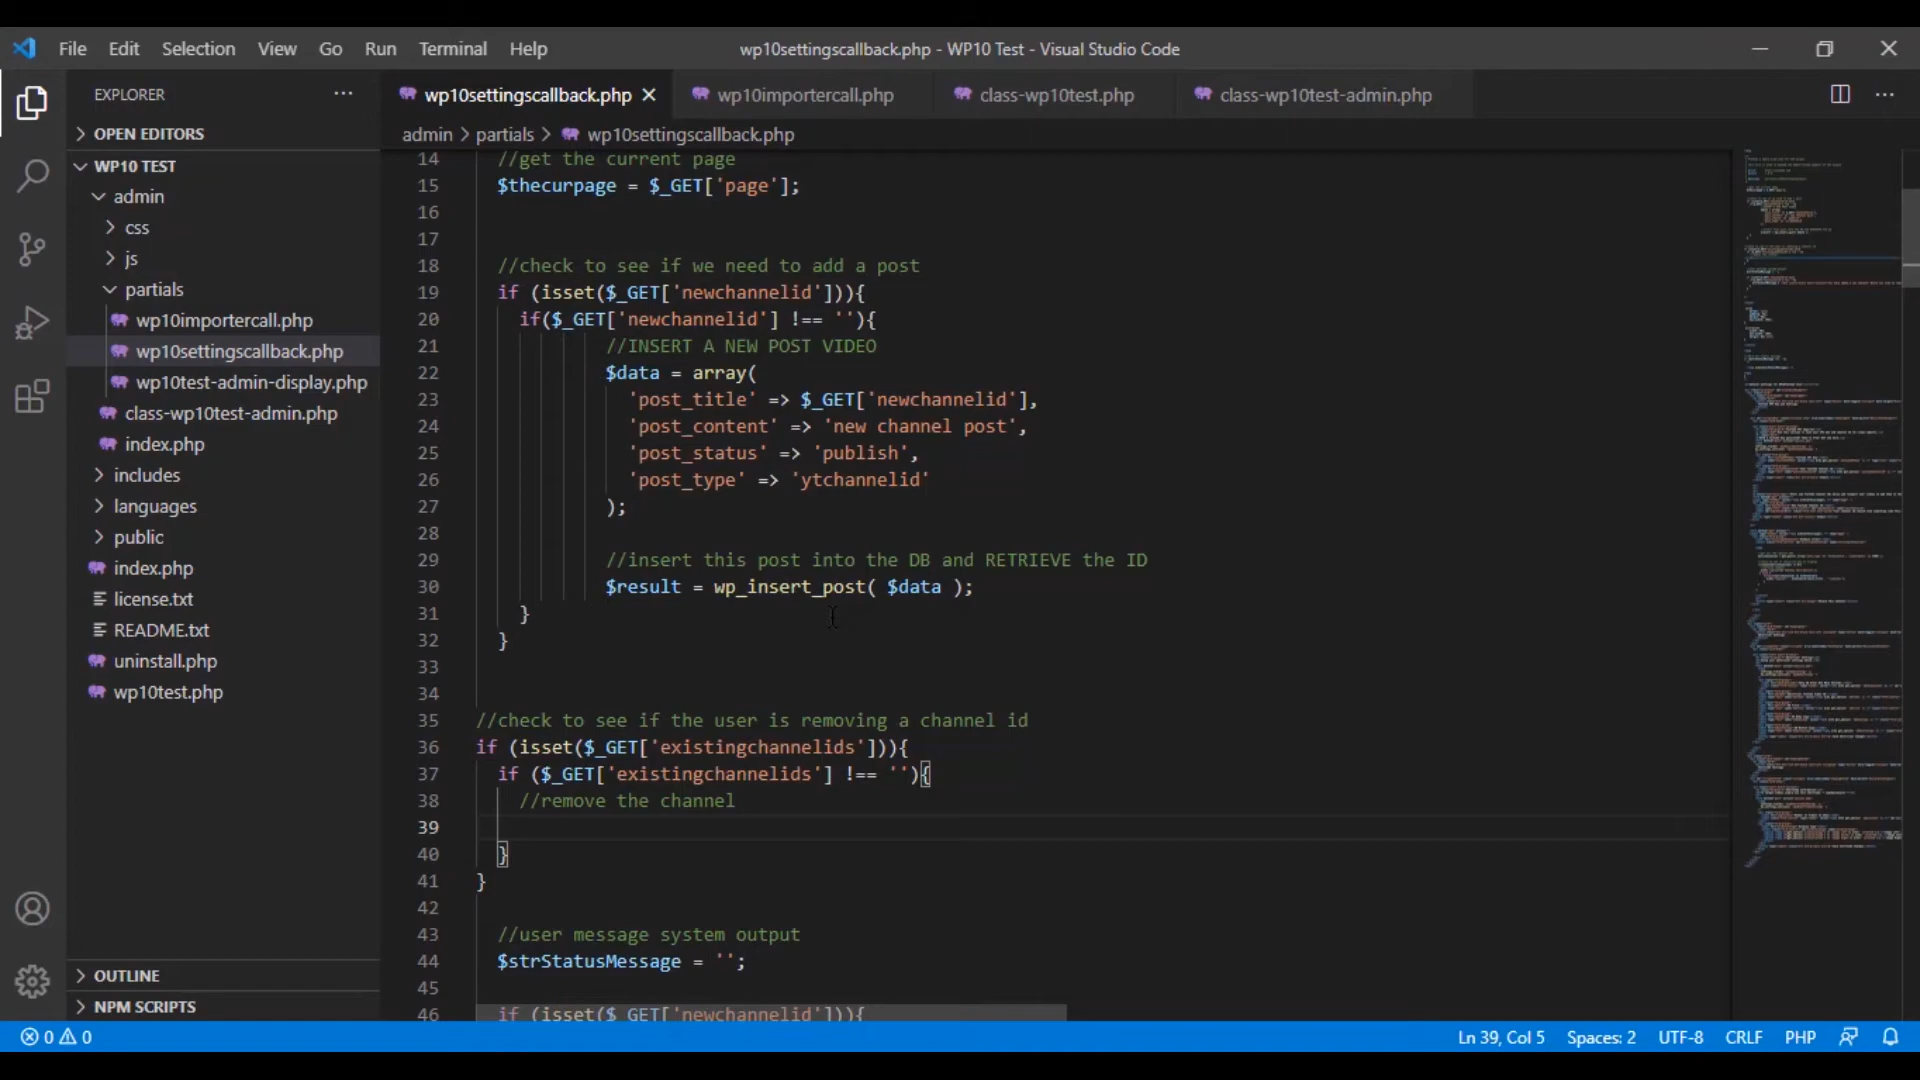 File Edit Selection View Go Run Terminal Help
wp10settingscallback.php - WP10 Test - Visual Studio Code
EXPLORER
OPEN EDITORS
WP10 TEST
admin
css
js
partials
wp10importercall.php
wp10settingscallback.php
wp10test-admin-display.php
class-wp10test-admin.php
index.php
includes
languages
public
index.php
license.txt
README.txt
uninstall.php
wp10test.php
OUTLINE
NPM SCRIPTS
wp10settingscallback.php wp10importercall.php class-wp10test.php class-wp10test-admin.php
admin > partials > wp10settingscallback.php
14 //get the current page
15 $thecurpage = $_GET['page'];
16
17
18 //check to see if we need to add a post
19 if (isset($_GET['newchannelid'])){
20 if($_GET['newchannelid'] !== ''){
21 //INSERT A NEW POST VIDEO
22 $data = array(
23 'post_title' => $_GET['newchannelid'],
24 'post_content' => 'new channel post',
25 'post_status' => 'publish',
26 'post_type' => 'ytchannelid'
27 );
28
29 //insert this post into the DB and RETRIEVE the ID
30 $result = wp_insert_post( $data );
31 }
32 }
33
34
35 //check to see if the user is removing a channel id
36 if (isset($_GET['existingchannelids'])){
37 if ($_GET['existingchannelids'] !== ''){
38 //remove the channel
39
40 }
41 }
42
43 //user message system output
44 $strStatusMessage = '';
45
46 if (isset($_GET['newchannelid'])){
0 0
Ln 39, Col 5 Spaces: 2 UTF-8 CRLF PHP